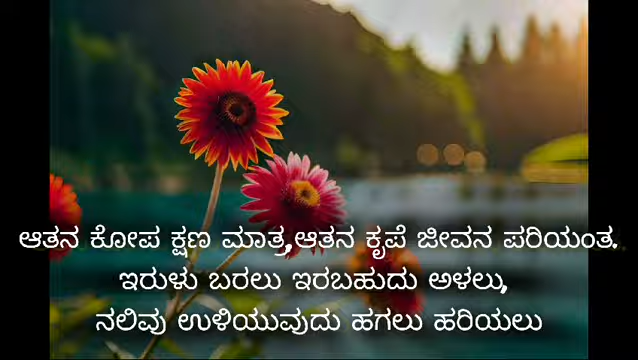 ಆತನ ಕೋಪ ಕ್ಷಣ ಮಾತ್ರ,ಆತನ ಕೃಪೆ ಜೀವನ ಪರಿಯಂತ.
ಇರುಳು ಬರಲು ಇರಬಹುದು ಅಳಲು,
ನಲಿವು ಉಳಿಯುವುದು ಹಗಲು ಹರಿಯಲು